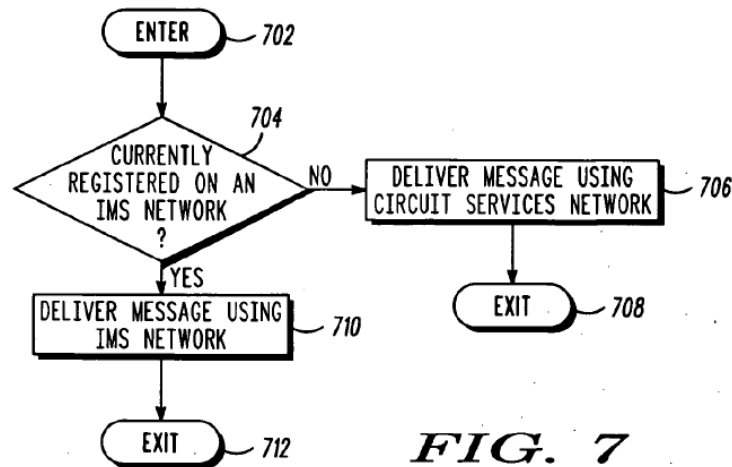 ENTER
702
704
CURRENTLY
REGISTERED ON AN
IMS NETWORK
?
NO
DELIVER MESSAGE USING
CIRCUIT SERVICES NETWORK
706
YES
EXIT
708
DELIVER MESSAGE USING
IMS NETWORK
710
EXIT
712
FIG. 7